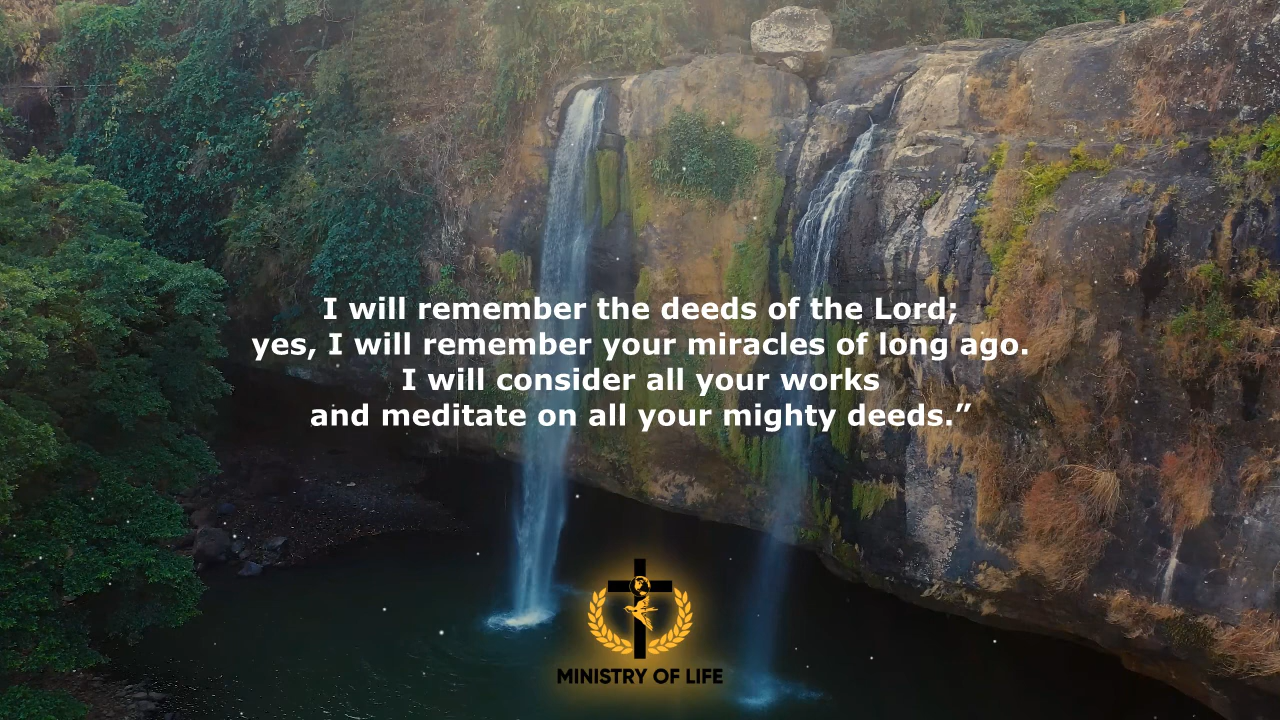 I will remember the deeds of the Lord;
yes, I will remember your miracles of long ago.
I will consider all your works
and meditate on all your mighty deeds.”
MINISTRY OF LIFE